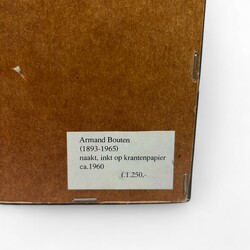 Armand Bouten
(1893-1965)
naakt, inkt op krantenpapier
ca.1960
f.1.250,-